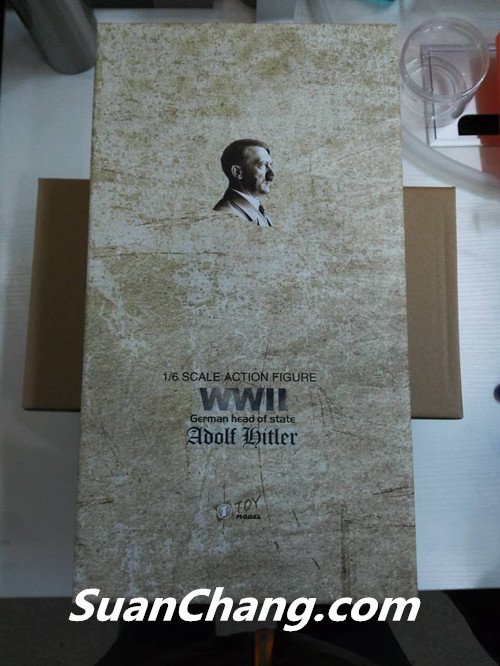 1/6 SCALE ACTION FIGURE
WWII
German head of state
Adolf Hitler
TOY
MODEL
SuanChang.com